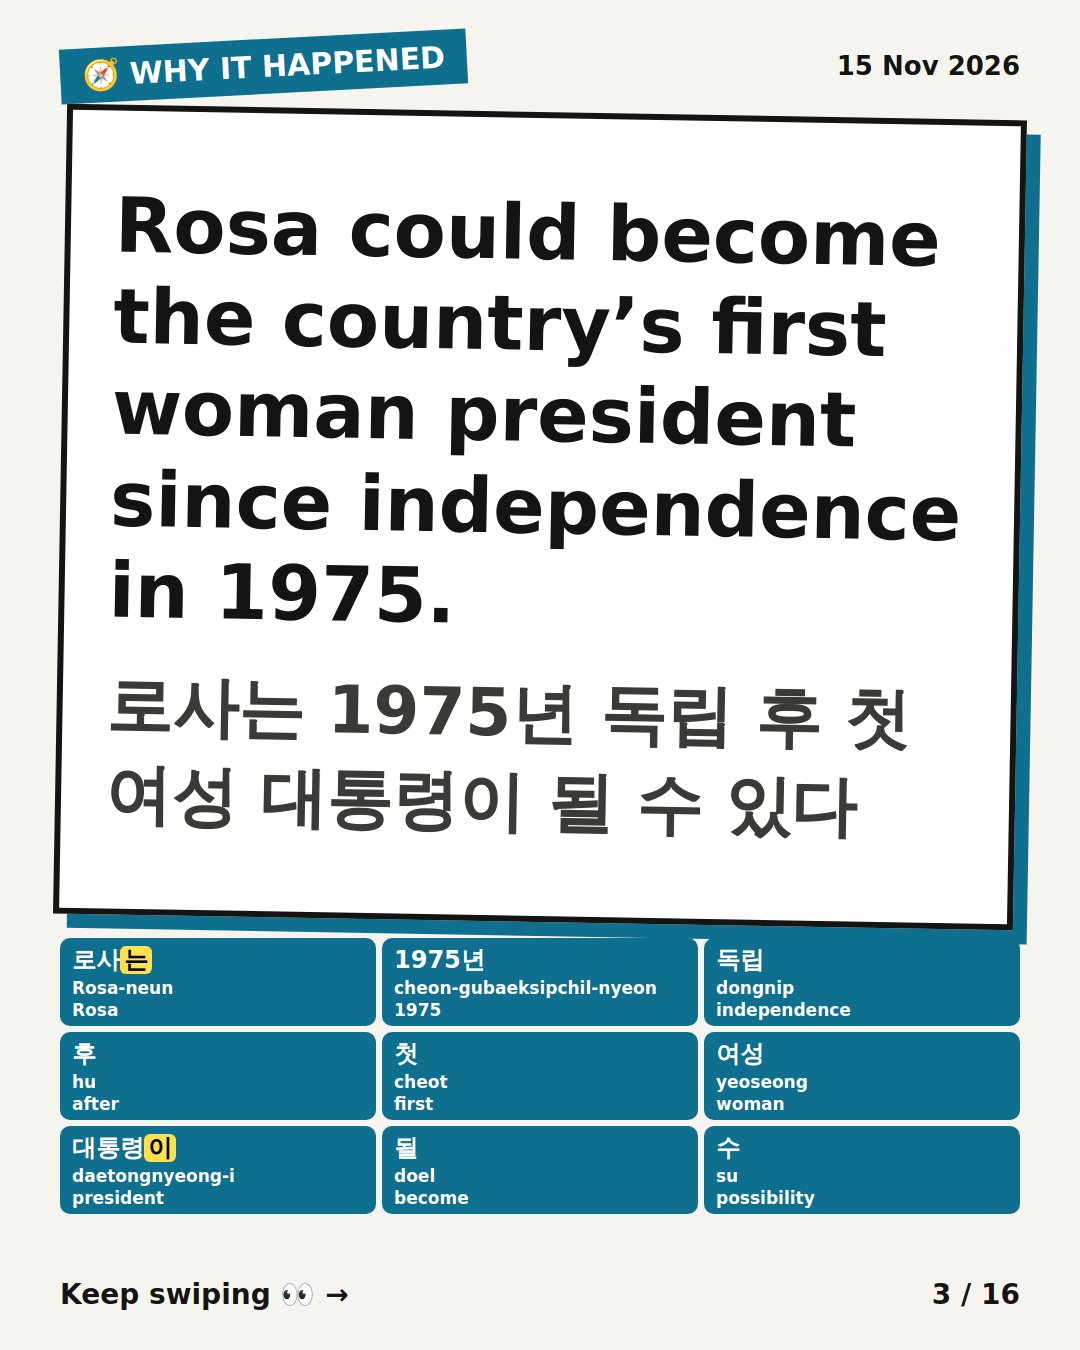 🧭 WHY IT HAPPENED
15 Nov 2026
Rosa could become
the country’s first
woman president
since independence
in 1975.
로사는 1975년 독립 후 첫
여성 대통령이 될 수 있다
로사는
Rosa-neun
Rosa
1975년
cheon-gubaeksipchil-nyeon
1975
독립
dongnip
independence
후
hu
after
첫
cheot
first
여성
yeoseong
woman
대통령이
daetongnyeong-i
president
될
doel
become
수
su
possibility
Keep swiping 👀 →
3 / 16